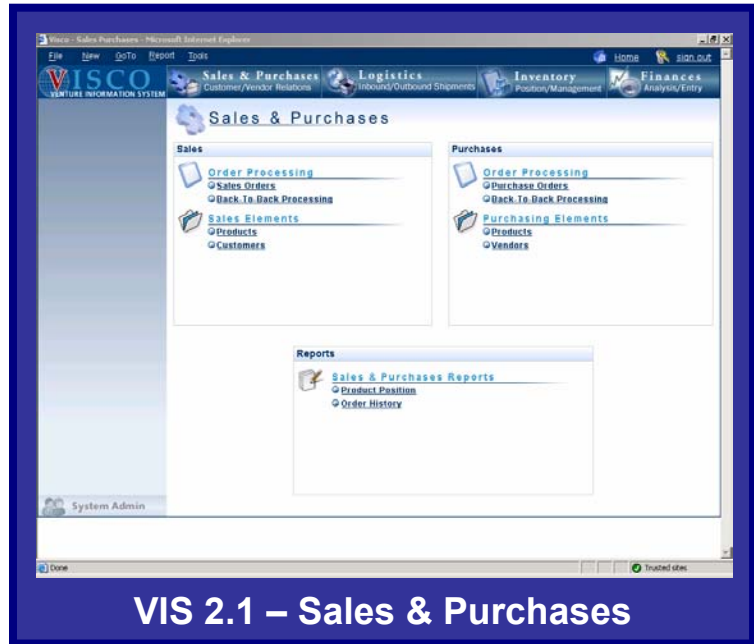 Visco - Sales Purchases - Microsoft Internet Explorer
File New GoTo Report Tools Home sign out
VISCO
VENTURE INFORMATION SYSTEM
Sales & Purchases
Customer/Vendor Relations
Logistics
Inbound/Outbound Shipments
Inventory
Position/Management
Finances
Analysis/Entry
Sales & Purchases
Sales
Order Processing
Sales Orders
Back-To-Back Processing
Sales Elements
Products
Customers
Purchases
Order Processing
Purchase Orders
Back-To-Back Processing
Purchasing Elements
Products
Vendors
Reports
Sales & Purchases Reports
Product Position
Order History
System Admin
Done Trusted sites
VIS 2.1 – Sales & Purchases